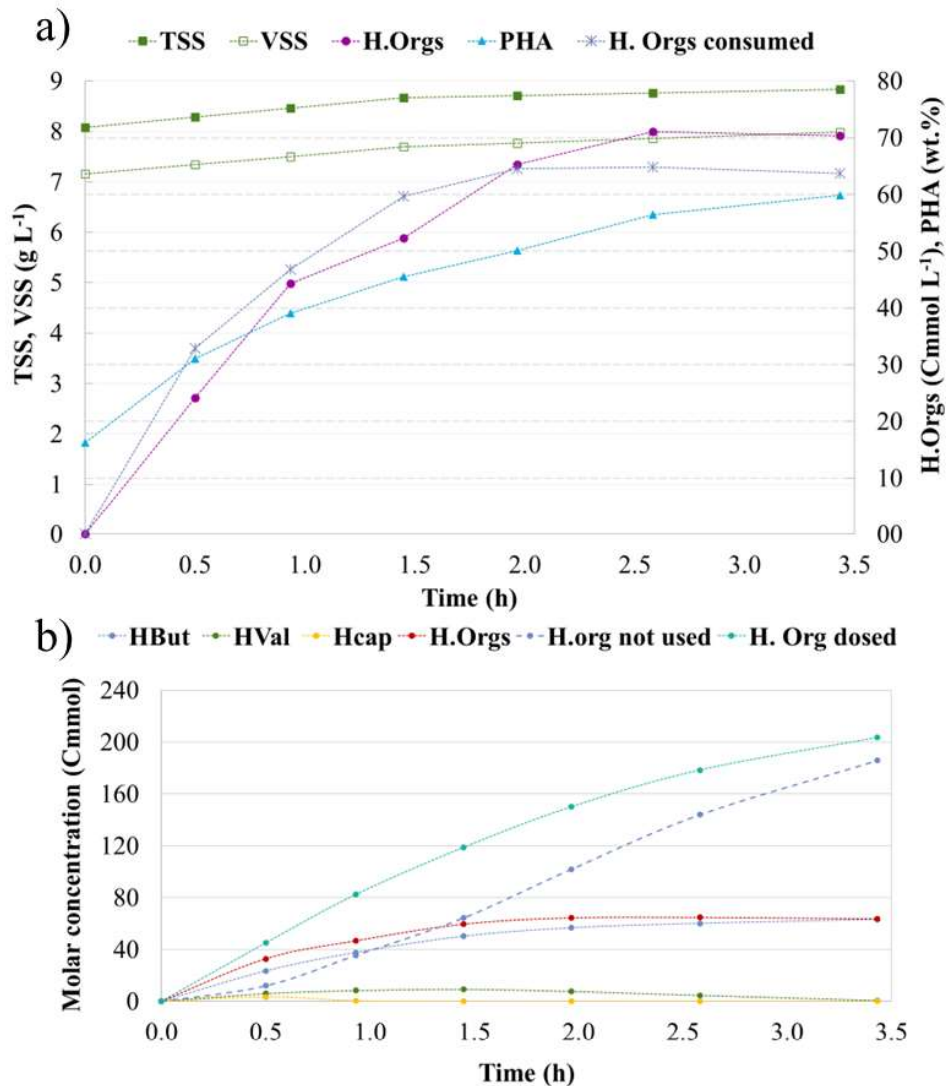 a)
TSS VSS H.Orgs PHA H. Orgs consumed
9 80
8 70
7 60
6 50
5 40
4 30
3 20
2 10
1 00
0
0.0 0.5 1.0 1.5 2.0 2.5 3.0 3.5
Time (h)
TSS, VSS (g L-1)
H.Orgs (Cmmol L-1), PHA (wt.%)
b)
HBut HVal Hcap H.Orgs H.org not used H. Org dosed
240
200
160
120
80
40
0
0.0 0.5 1.0 1.5 2.0 2.5 3.0 3.5
Time (h)
Molar concentration (Cmmol)